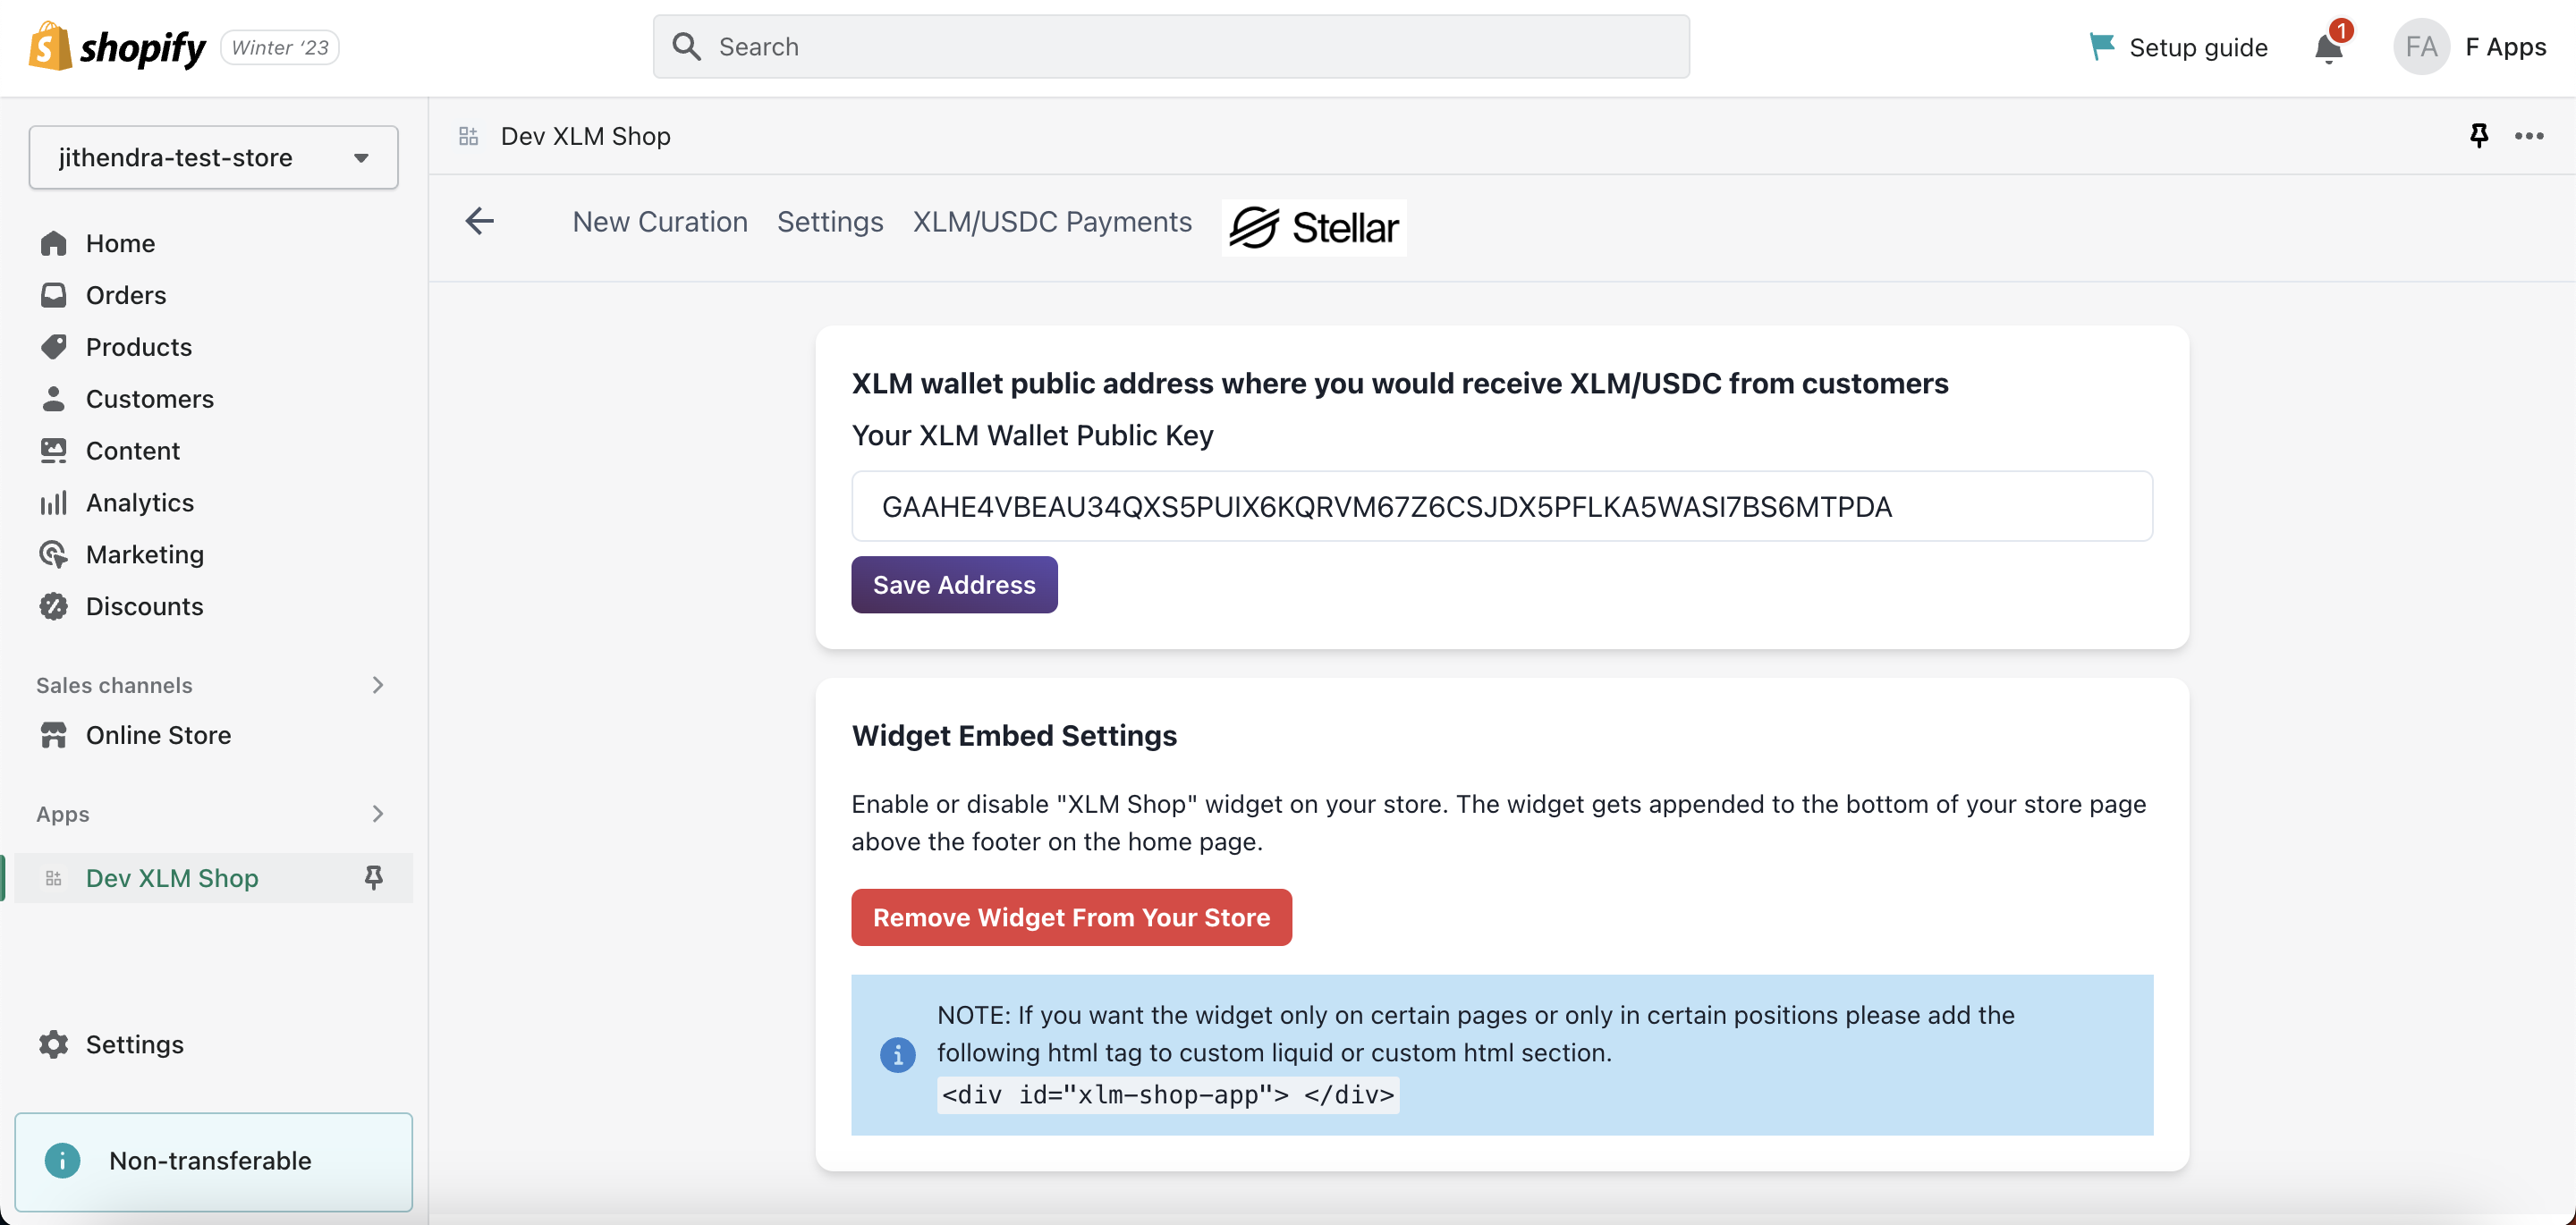 shopify
Winter ‘23
Search
Setup guide
1
FA
F Apps
jithendra-test-store
Home
Orders
Products
Customers
Content
Analytics
Marketing
Discounts
Sales channels
Online Store
Apps
Dev XLM Shop
Settings
Non-transferable
Dev XLM Shop
New Curation
Settings
XLM/USDC Payments
Stellar
XLM wallet public address where you would receive XLM/USDC from customers
Your XLM Wallet Public Key
GAAHE4VBEAU34QXS5PUIX6KQRVM67Z6CSJDX5PFLKA5WASI7BS6MTPDA
Save Address
Widget Embed Settings
Enable or disable "XLM Shop" widget on your store. The widget gets appended to the bottom of your store page
above the footer on the home page.
Remove Widget From Your Store
NOTE: If you want the widget only on certain pages or only in certain positions please add the
following html tag to custom liquid or custom html section.
<div id="xlm-shop-app"> </div>